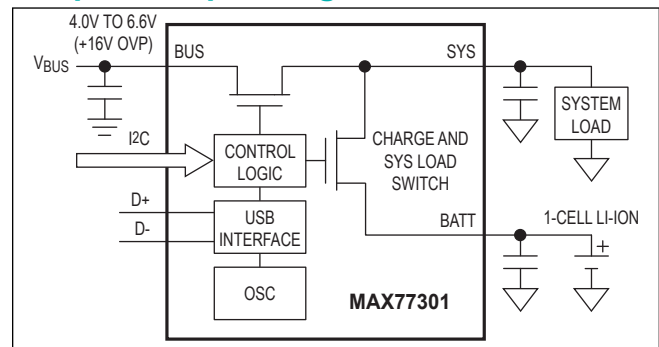 4.0V TO 6.6V
(+16V OVP)
VBUS
BUS
SYS
I2C
CONTROL
LOGIC
CHARGE AND
SYS LOAD
SWITCH
SYSTEM
LOAD
D+
D-
USB
INTERFACE
BATT
1-CELL LI-ION
+
OSC
MAX77301